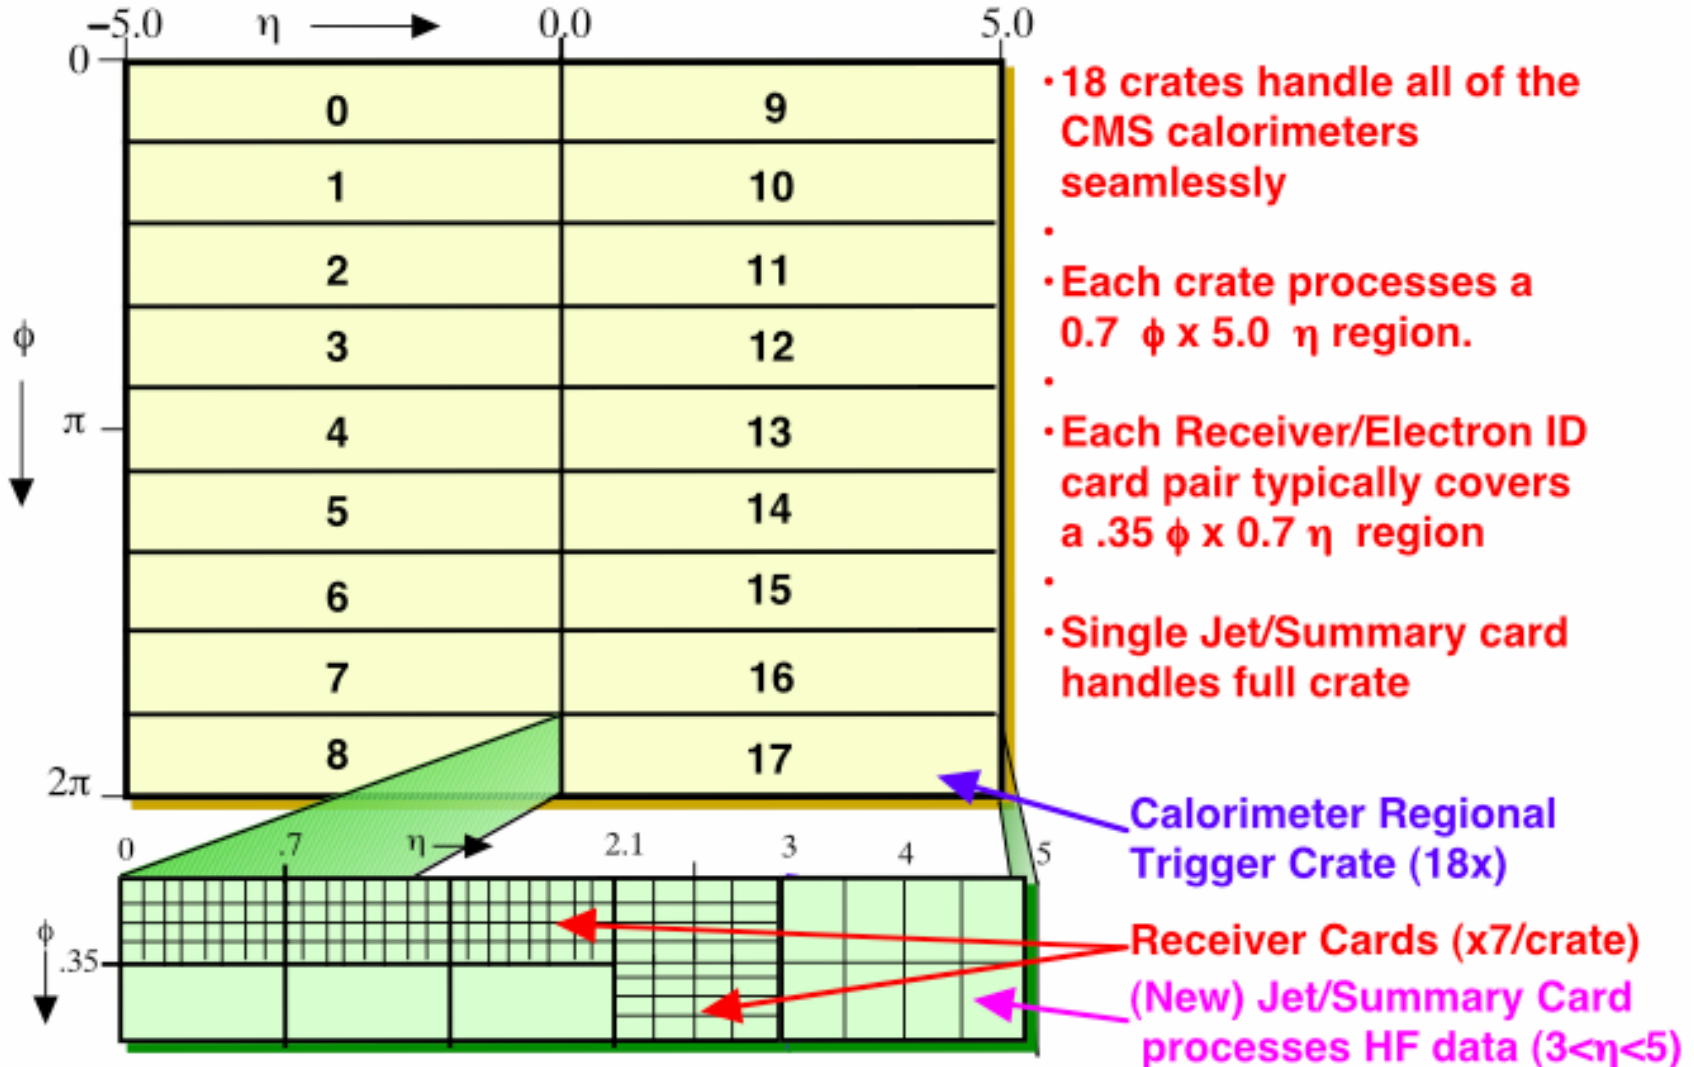 −5.0 η 0.0 5.0
0
0 9
1 10
2 11
3 12
ϕ
4 13
π
5 14
6 15
7 16
8 17
2π
·18 crates handle all of the
CMS calorimeters
seamlessly
·
·Each crate processes a
0.7 ϕ x 5.0 η region.
·
·Each Receiver/Electron ID
card pair typically covers
a .35 ϕ x 0.7 η region
·
·Single Jet/Summary card
handles full crate
Calorimeter Regional
Trigger Crate (18x)
0 .7 η 2.1 3 4 5
ϕ
.35
Receiver Cards (x7/crate)
(New) Jet/Summary Card
processes HF data (3<η<5)